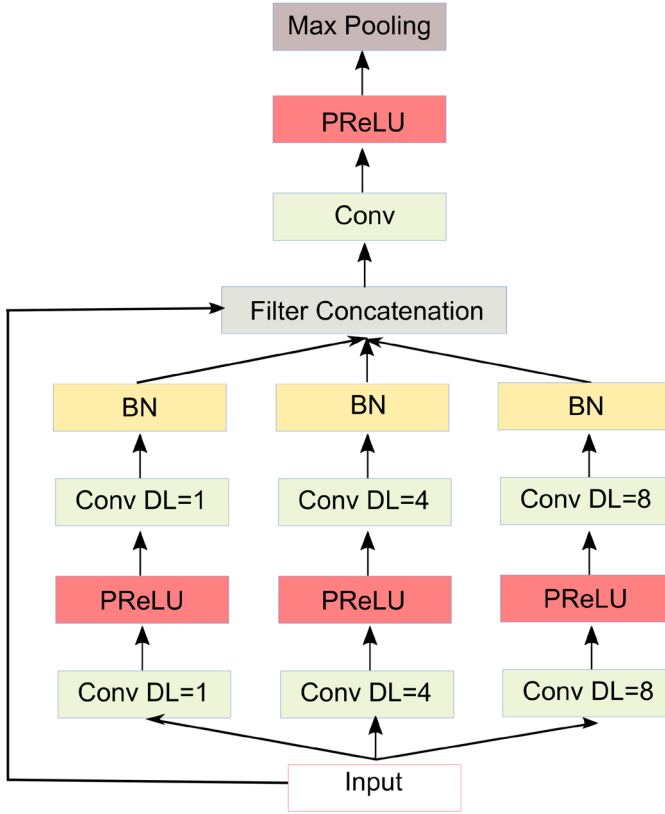 Max Pooling
PReLU
Conv
Filter Concatenation
BN
BN
BN
Conv DL=1
Conv DL=4
Conv DL=8
PReLU
PReLU
PReLU
Conv DL=1
Conv DL=4
Conv DL=8
Input